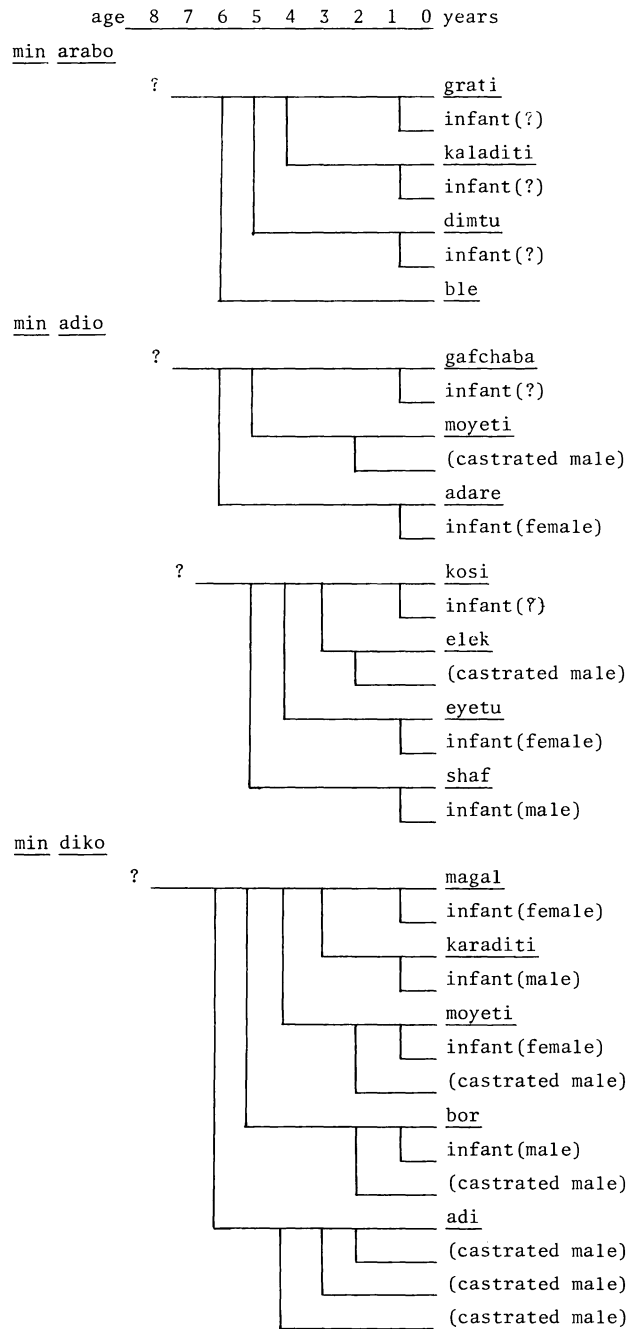 age 8 7 6 5 4 3 2 1 0 years
min arabo
? grati
infant(?)
kaladiti
infant(?)
dimtu
infant(?)
ble
min adio
? gafchaba
infant(?)
moyeti
(castrated male)
adare
infant(female)
? kosi
infant(?}
elek
(castrated male)
eyetu
infant(female)
shaf
infant(male)
min diko
? magal
infant(female)
karaditi
infant(male)
moyeti
infant(female)
(castrated male)
bor
infant(male)
(castrated male)
adi
(castrated male)
(castrated male)
(castrated male)